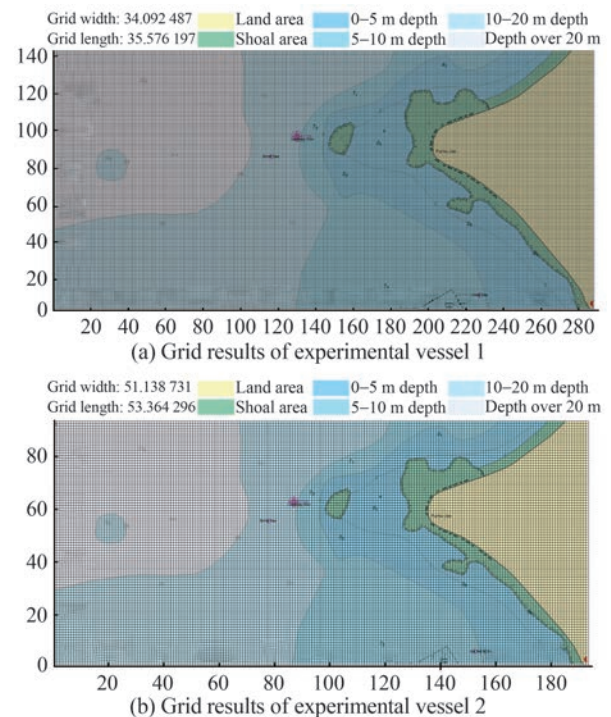 Grid width: 34.092 487 Land area 0–5 m depth 10–20 m depth
Grid length: 35.576 197 Shoal area 5–10 m depth Depth over 20 m
140
120
100
80
60
40
20
0
20 40 60 80 100 120 140 160 180 200 220 240 260 280
(a) Grid results of experimental vessel 1
Grid width: 51.138 731 Land area 0–5 m depth 10–20 m depth
Grid length: 53.364 296 Shoal area 5–10 m depth Depth over 20 m
80
60
40
20
0
20 40 60 80 100 120 140 160 180
(b) Grid results of experimental vessel 2